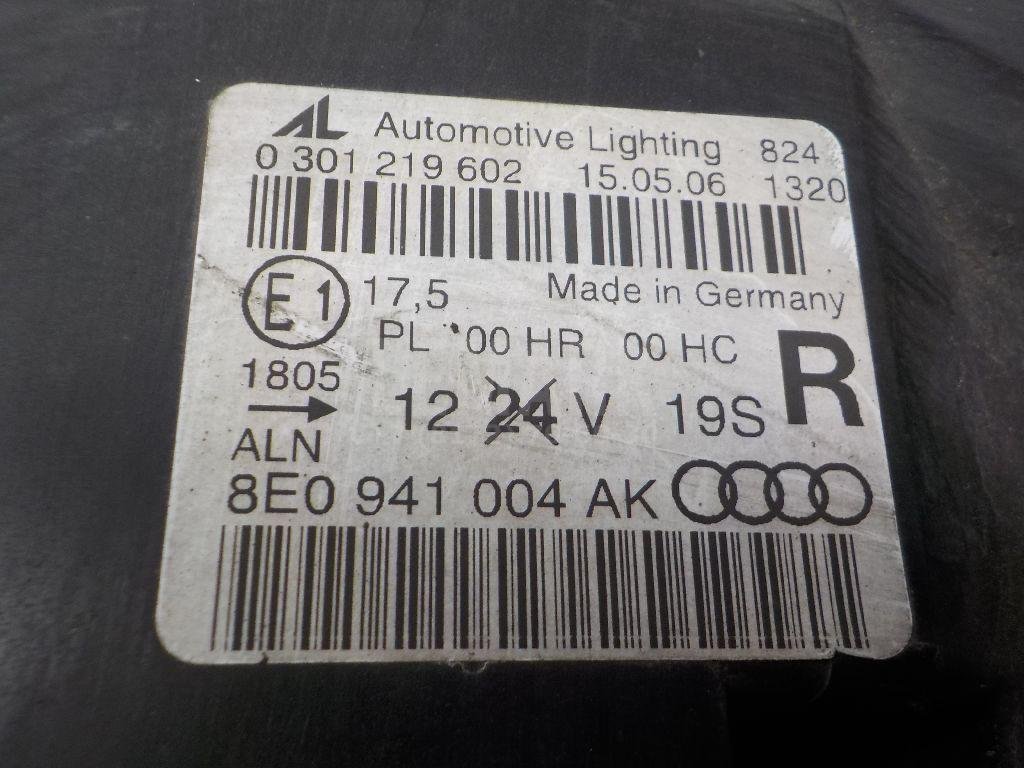 AL Automotive Lighting 824
0 301 219 602 15.05.06 1320
E1 17,5 Made in Germany
PL 00 HR 00 HC
R
1805
12 24 V 19S
ALN
8E0 941 004 AK